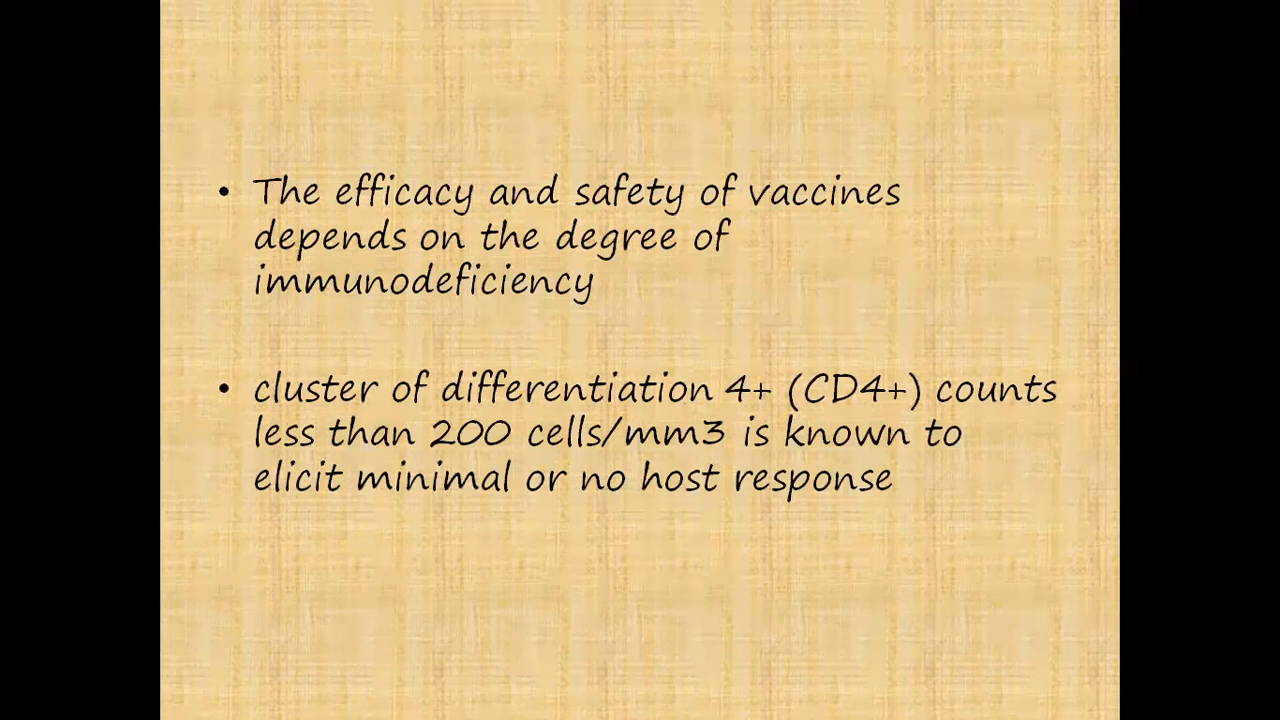 • The efficacy and safety of vaccines
depends on the degree of
immunodeficiency
• cluster of differentiation 4+ (CD4+) counts
less than 200 cells/mm3 is known to
elicit minimal or no host response